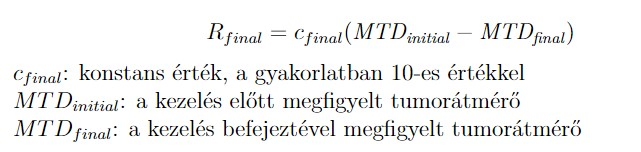 R_final = c_final(MTD_initial − MTD_final)
c_final: konstans érték, a gyakorlatban 10-es értékkel
MTD_initial: a kezelés előtt megfigyelt tumorátmérő
MTD_final: a kezelés befejeztével megfigyelt tumorátmérő